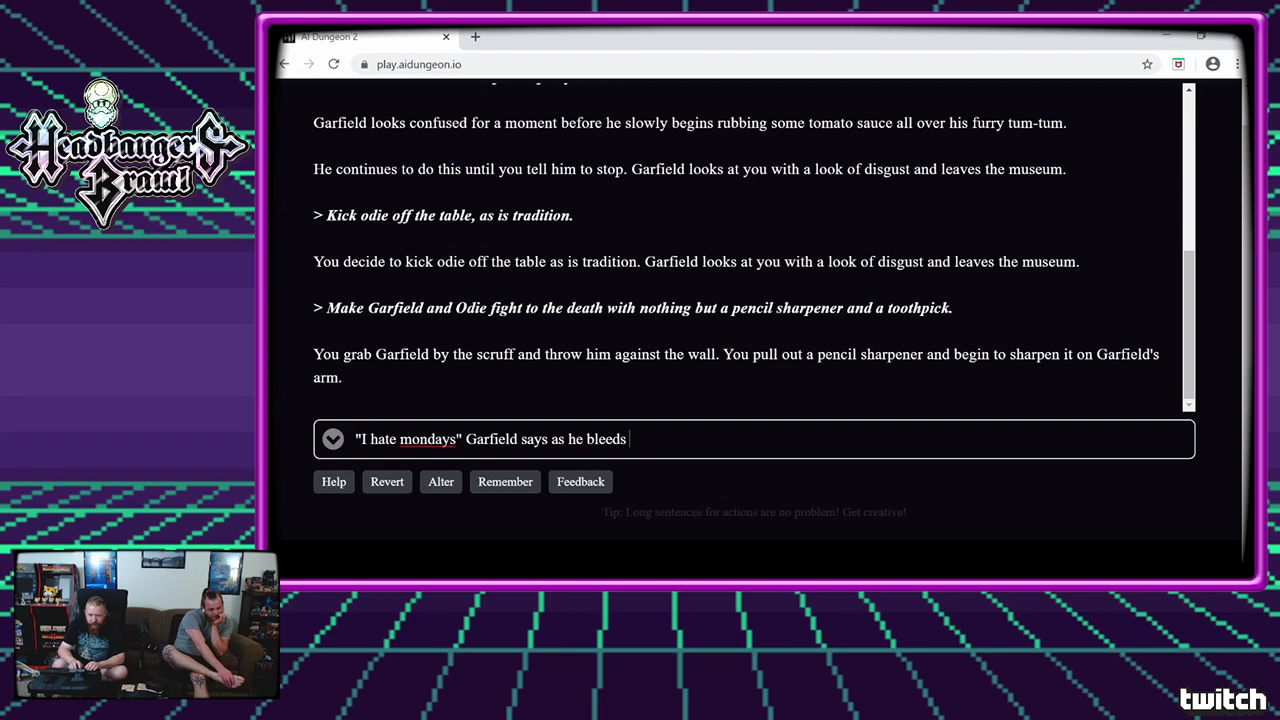 AI Dungeon 2
play.aidungeon.io
Headbangers
Brawl
Garfield looks confused for a moment before he slowly begins rubbing some tomato sauce all over his furry tum-tum.
He continues to do this until you tell him to stop. Garfield looks at you with a look of disgust and leaves the museum.
> Kick odie off the table, as is tradition.
You decide to kick odie off the table as is tradition. Garfield looks at you with a look of disgust and leaves the museum.
> Make Garfield and Odie fight to the death with nothing but a pencil sharpener and a toothpick.
You grab Garfield by the scruff and throw him against the wall. You pull out a pencil sharpener and begin to sharpen it on Garfield's
arm.
"I hate mondays" Garfield says as he bleeds
Help Revert Alter Remember Feedback
Tip: Long sentences for actions are no problem! Get creative!
twitch